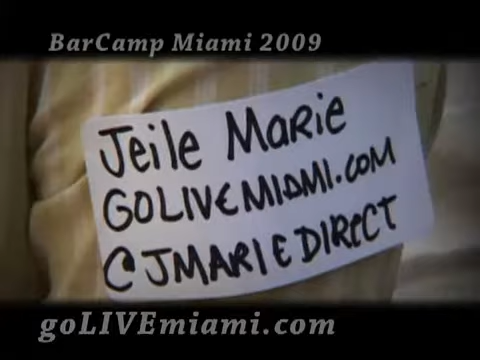 BarCamp Miami 2009
Jeile Marie
GOLIVEMIAMI.COM
@JMARIEDIRECT
goLIVEmiami.com